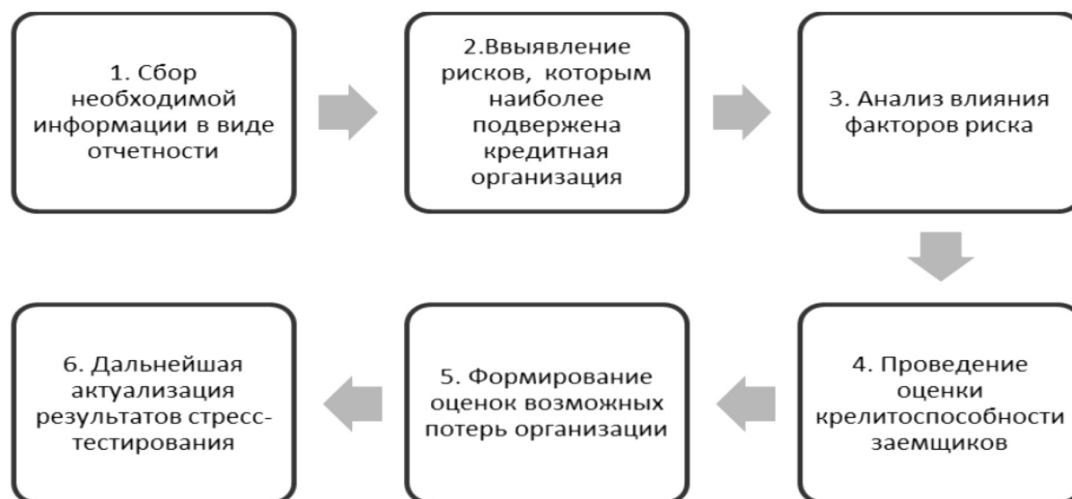 1. Сбор
необходимой
информации в виде
отчетности
2.Ввыявление
рисков, которым
наиболее
подвержена
кредитная
организация
3. Анализ влияния
факторов риска
4. Проведение
оценки
крелитоспособности
заемщиков
5. Формирование
оценок возможных
потерь организации
6. Дальнейшая
актуализация
результатов стресс-
тестирования